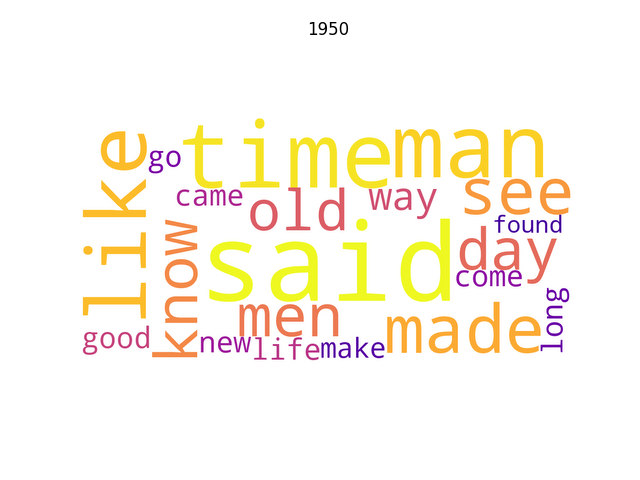 1950
like
go
time
man
came
old
way
see
know
said
found
day
come
men
made
long
good
new
life
make